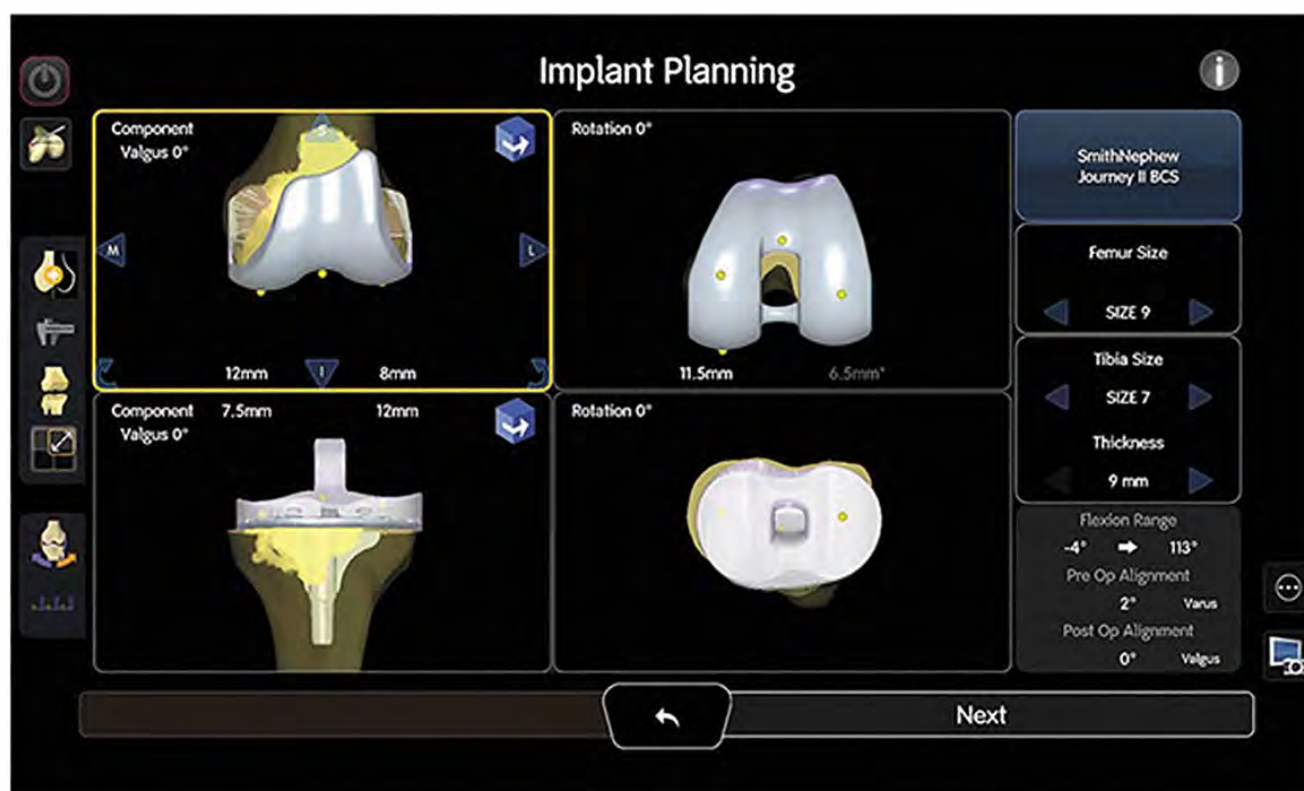 Implant Planning
i
Component
Valgus 0°
S
M
L
12mm
I
8mm
Rotation 0°
11.5mm
6.5mm°
SmithNephew
Journey II BCS
Femur Size
SIZE 9
Tibia Size
SIZE 7
Thickness
9 mm
Component
Valgus 0°
7.5mm
12mm
Rotation 0°
Flexion Range
-4°
113°
Pre Op Alignment
2° Varus
Post Op Alignment
0° Valgus
Next